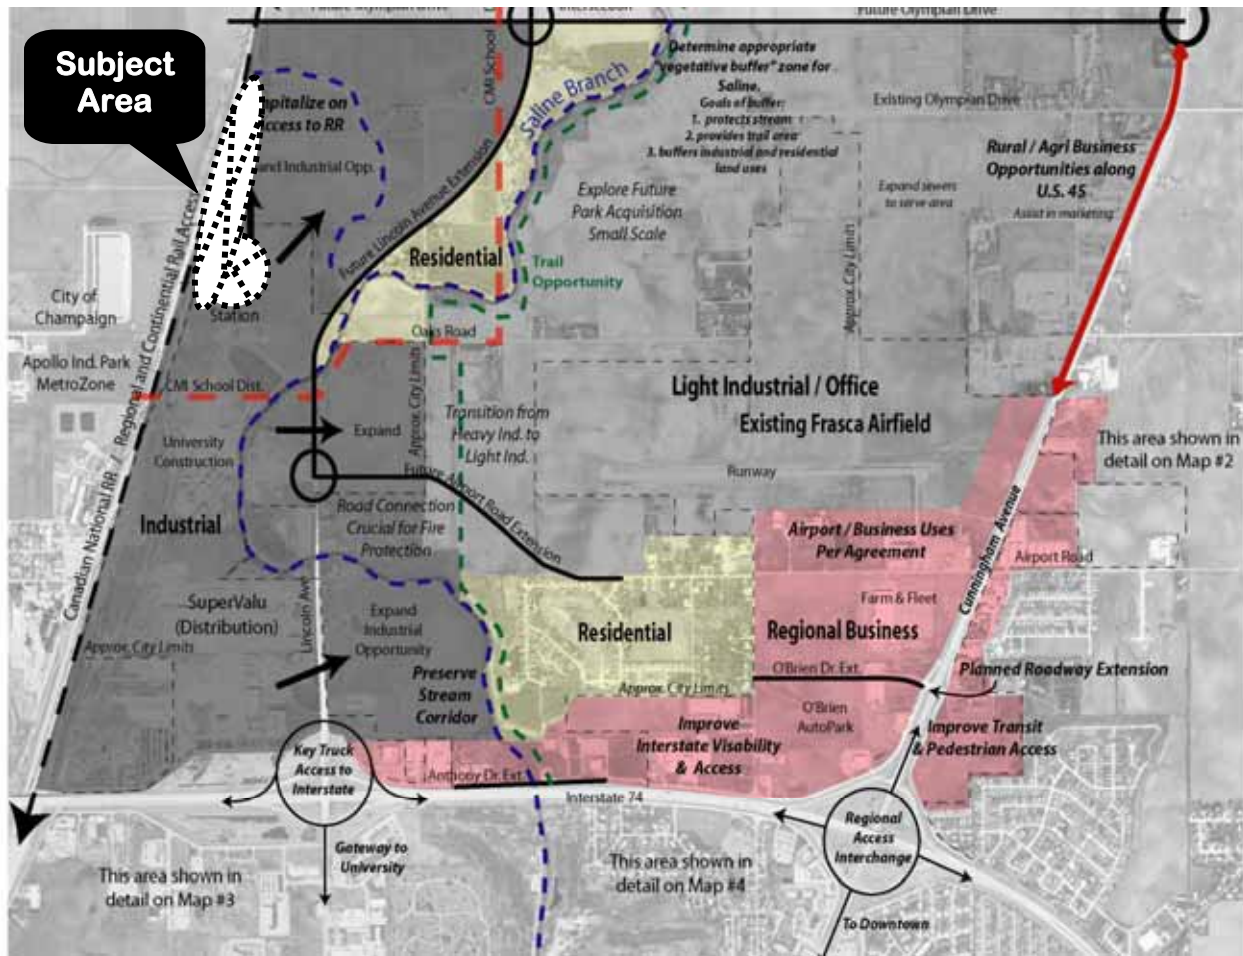 Future Olympian Drive
Intersection
Future Olympian Drive
Subject
Area
CMI School
Saline Branch
Determine appropriate
"vegetative buffer" zone for
Saline.
Goals of buffer:
1. protects stream
2. provides trail area
3. buffers industrial and residential
land uses
Existing Olympian Drive
Rural / Agri Business
Opportunities along
U.S. 45
Assist in marketing
pitalize on
ccess to RR
and Industrial Opp.
Future Lincoln Avenue Extension
Explore Future
Park Acquisition
Small Scale
Expand sewers
to serve area
Approx. City Limits
Residential
Trail
Opportunity
Station
City of
Champaign
Oaks Road
Apollo Ind. Park
MetroZone
CMI School Dist.
Canadian National RR / Regional and Continental Rail Access
Approx. City Limits
Light Industrial / Office
Existing Frasca Airfield
Transition from
Heavy Ind. to
Light Ind.
Expand
University
Construction
This area shown in
detail on Map #2
Runway
Future Airport Road Extension
Road Connection
Crucial for Fire
Protection
Industrial
Airport / Business Uses
Per Agreement
Cunningham Avenue
Airport Road
Farm & Fleet
SuperValu
(Distribution)
Lincoln Ave
Expand
Industrial
Opportunity
Residential
Regional Business
Approx. City Limits
O'Brien Dr. Ext.
Planned Roadway Extension
Preserve
Stream
Corridor
Approx. City Limits
O'Brien
AutoPark
Improve
Interstate Visability
& Access
Improve Transit
& Pedestrian Access
Key Truck
Access to
Interstate
Anthony Dr. Ext.
Interstate 74
Regional
Access
Interchange
Gateway to
University
This area shown in
detail on Map #3
This area shown in
detail on Map #4
To Downtown